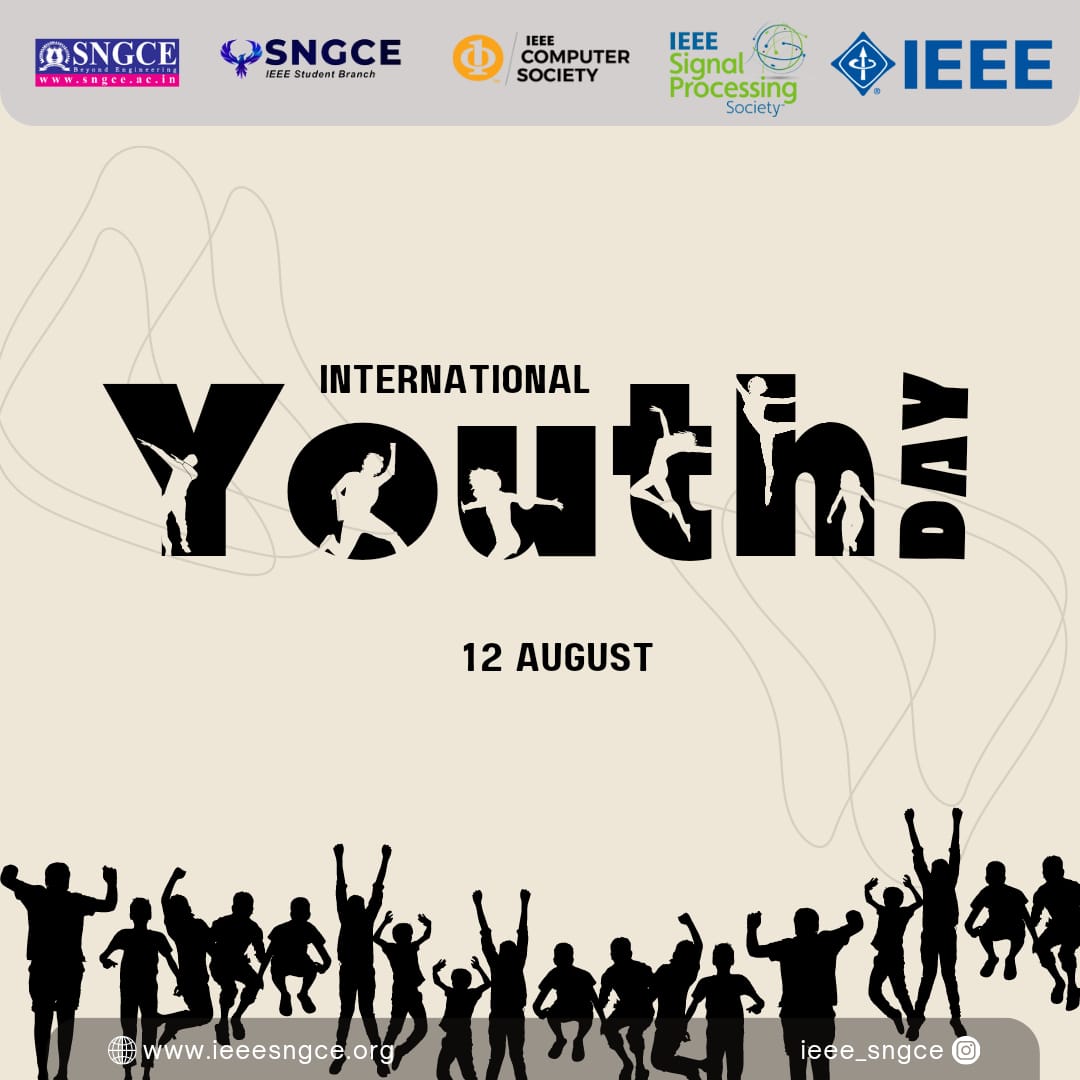 SNGCE
Beyond Engineering
www.sngce.ac.in
SNGCE
IEEE Student Branch
IEEE
COMPUTER
SOCIETY
IEEE
Signal
Processing
Society
IEEE
INTERNATIONAL
Youth
DAY
12 AUGUST
www.ieeesngce.org
ieee_sngce